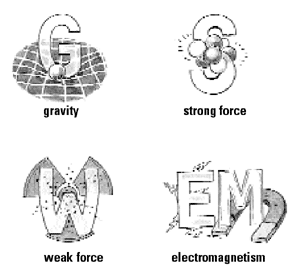 G
gravity
S
strong force
W
weak force
EM
electromagnetism